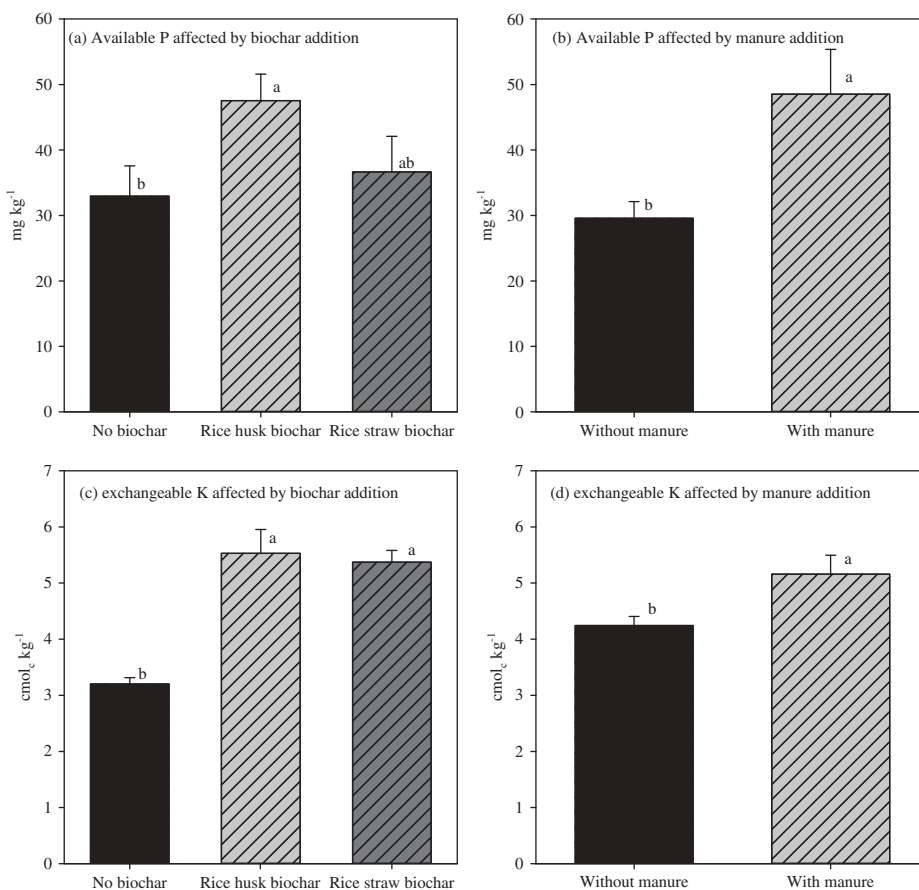 (a) Available P affected by biochar addition
60
50
40
30
20
10
0
mg kg⁻¹
b
a
ab
No biochar
Rice husk biochar
Rice straw biochar
(b) Available P affected by manure addition
60
50
40
30
20
10
0
mg kg⁻¹
b
a
Without manure
With manure
(c) exchangeable K affected by biochar addition
7
6
5
4
3
2
1
0
cmol_c kg⁻¹
b
a
a
No biochar
Rice husk biochar
Rice straw biochar
(d) exchangeable K affected by manure addition
7
6
5
4
3
2
1
0
cmol_c kg⁻¹
b
a
Without manure
With manure